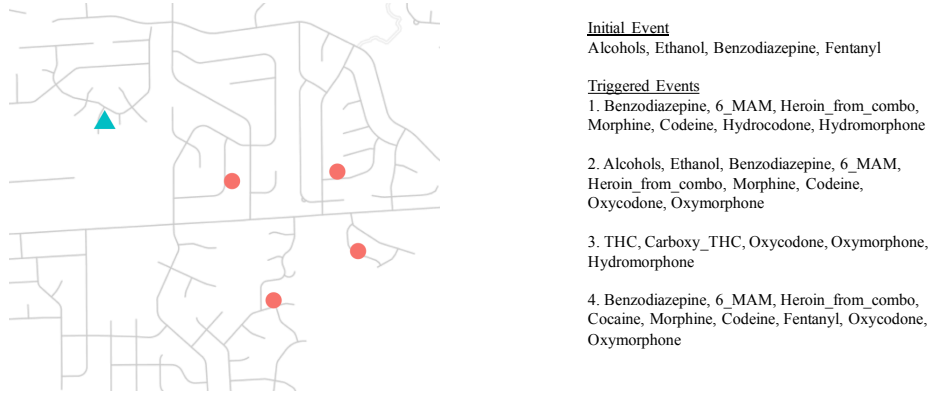 Initial Event
Alcohols, Ethanol, Benzodiazepine, Fentanyl
Triggered Events
1. Benzodiazepine, 6_MAM, Heroin_from_combo,
Morphine, Codeine, Hydrocodone, Hydromorphone
2. Alcohols, Ethanol, Benzodiazepine, 6_MAM,
Heroin_from_combo, Morphine, Codeine,
Oxycodone, Oxymorphone
3. THC, Carboxy_THC, Oxycodone, Oxymorphone,
Hydromorphone
4. Benzodiazepine, 6_MAM, Heroin_from_combo,
Cocaine, Morphine, Codeine, Fentanyl, Oxycodone,
Oxymorphone